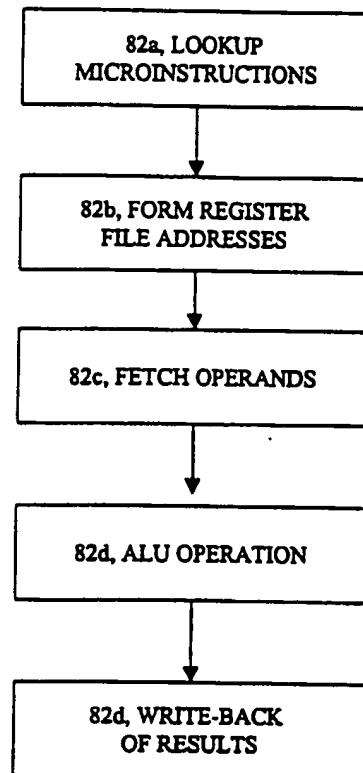 82a, LOOKUP
MICROINSTRUCTIONS
82b, FORM REGISTER
FILE ADDRESSES
82c, FETCH OPERANDS
82d, ALU OPERATION
82d, WRITE-BACK
OF RESULTS